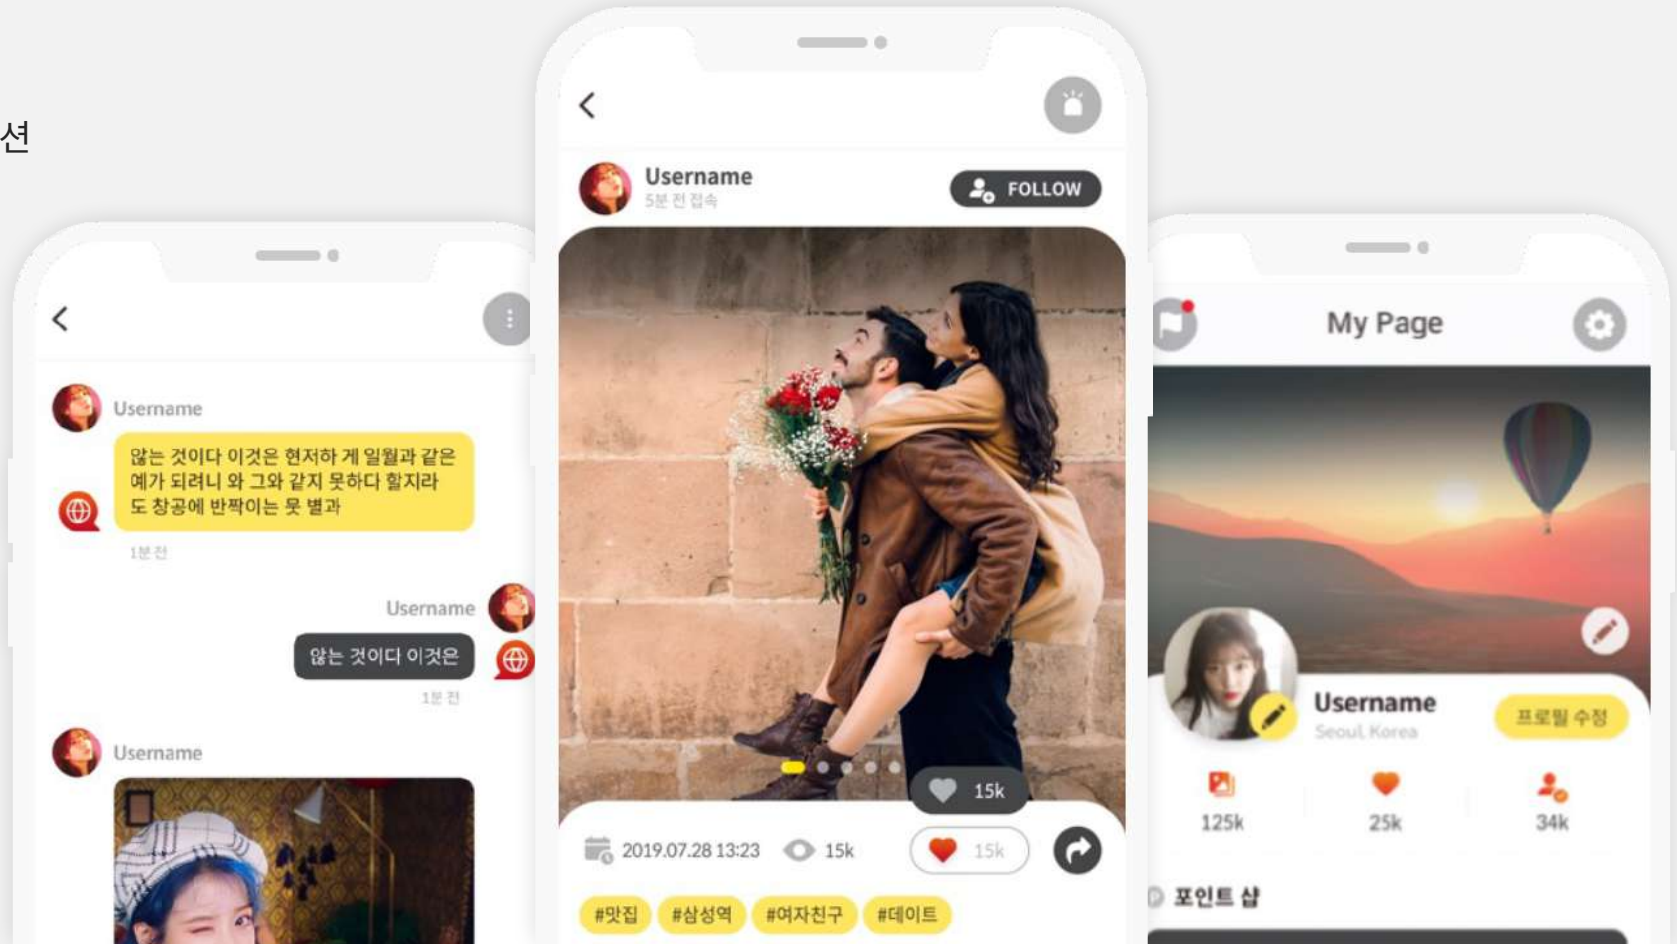 션
Username
않는 것이다 이것은 현저하 게 일월과 같은
예가 되려니 와 그와 같지 못하다 할지라
도 창공에 반짝이는 뭇 별과
1분 전
Username
않는 것이다 이것은
1분 전
Username
Username
5분 전 접속
FOLLOW
15k
2019.07.28 13:23
15k
15k
#맛집 #삼성역 #여자친구 #데이트
My Page
Username
Seoul, Korea
프로필 수정
125k
25k
34k
포인트 샵